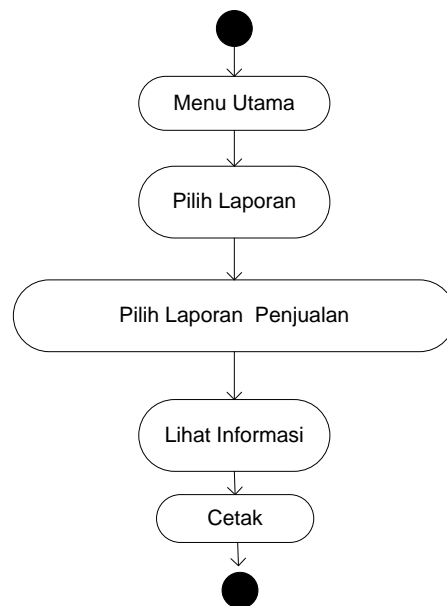 Menu Utama
Pilih Laporan
Pilih Laporan  Penjualan
Lihat Informasi
Cetak